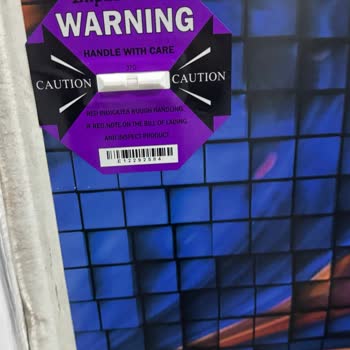 WARNING
HANDLE WITH CARE
37G
CAUTION CAUTION
RED INDICATES ROUGH HANDLING.
IF RED NOTE ON THE BILL OF LADING
AND INSPECT PRODUCT.